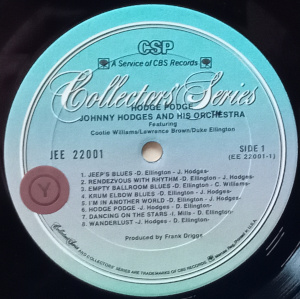 CSP
A Service of CBS Records
Collectors' Series
HODGE PODGE
JOHNNY HODGES AND HIS ORCHESTRA
Featuring
Cootie Williams/Lawrance Brown/Duke Ellington
JEE 22001
SIDE 1
(EE 22001-1)
1. JEEP'S BLUES -D. Ellington - J. Hodges-
2. RENDEZVOUS WITH RHYTHM -D. Ellington- J. Hodges-
3. EMPTY BALLROOM BLUES -D. Ellington - C. Williams-
4. KRUM ELBOW BLUES -D. Ellington - J. Hodges-
5. I'M IN ANOTHER WORLD -D. Ellington - J. Hodges-
6. HODGE PODGE -J. Hodges -D. Ellington-
7. DANCING ON THE STARS -I. Mills - D. Ellington-
8. WANDERLUST -J. Hodges - D. Ellington-
Produced by Frank Driggs
Y